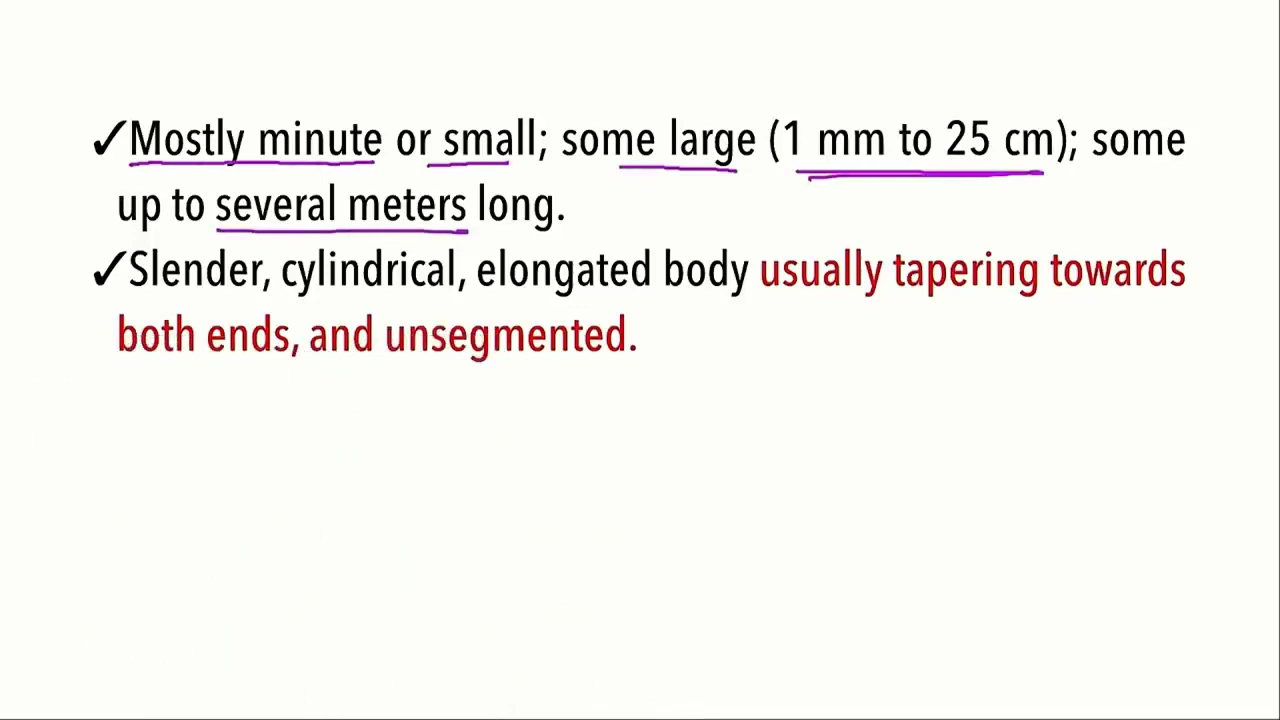 ✓Mostly minute or small; some large (1 mm to 25 cm); some
up to several meters long.
✓Slender, cylindrical, elongated body usually tapering towards
both ends, and unsegmented.